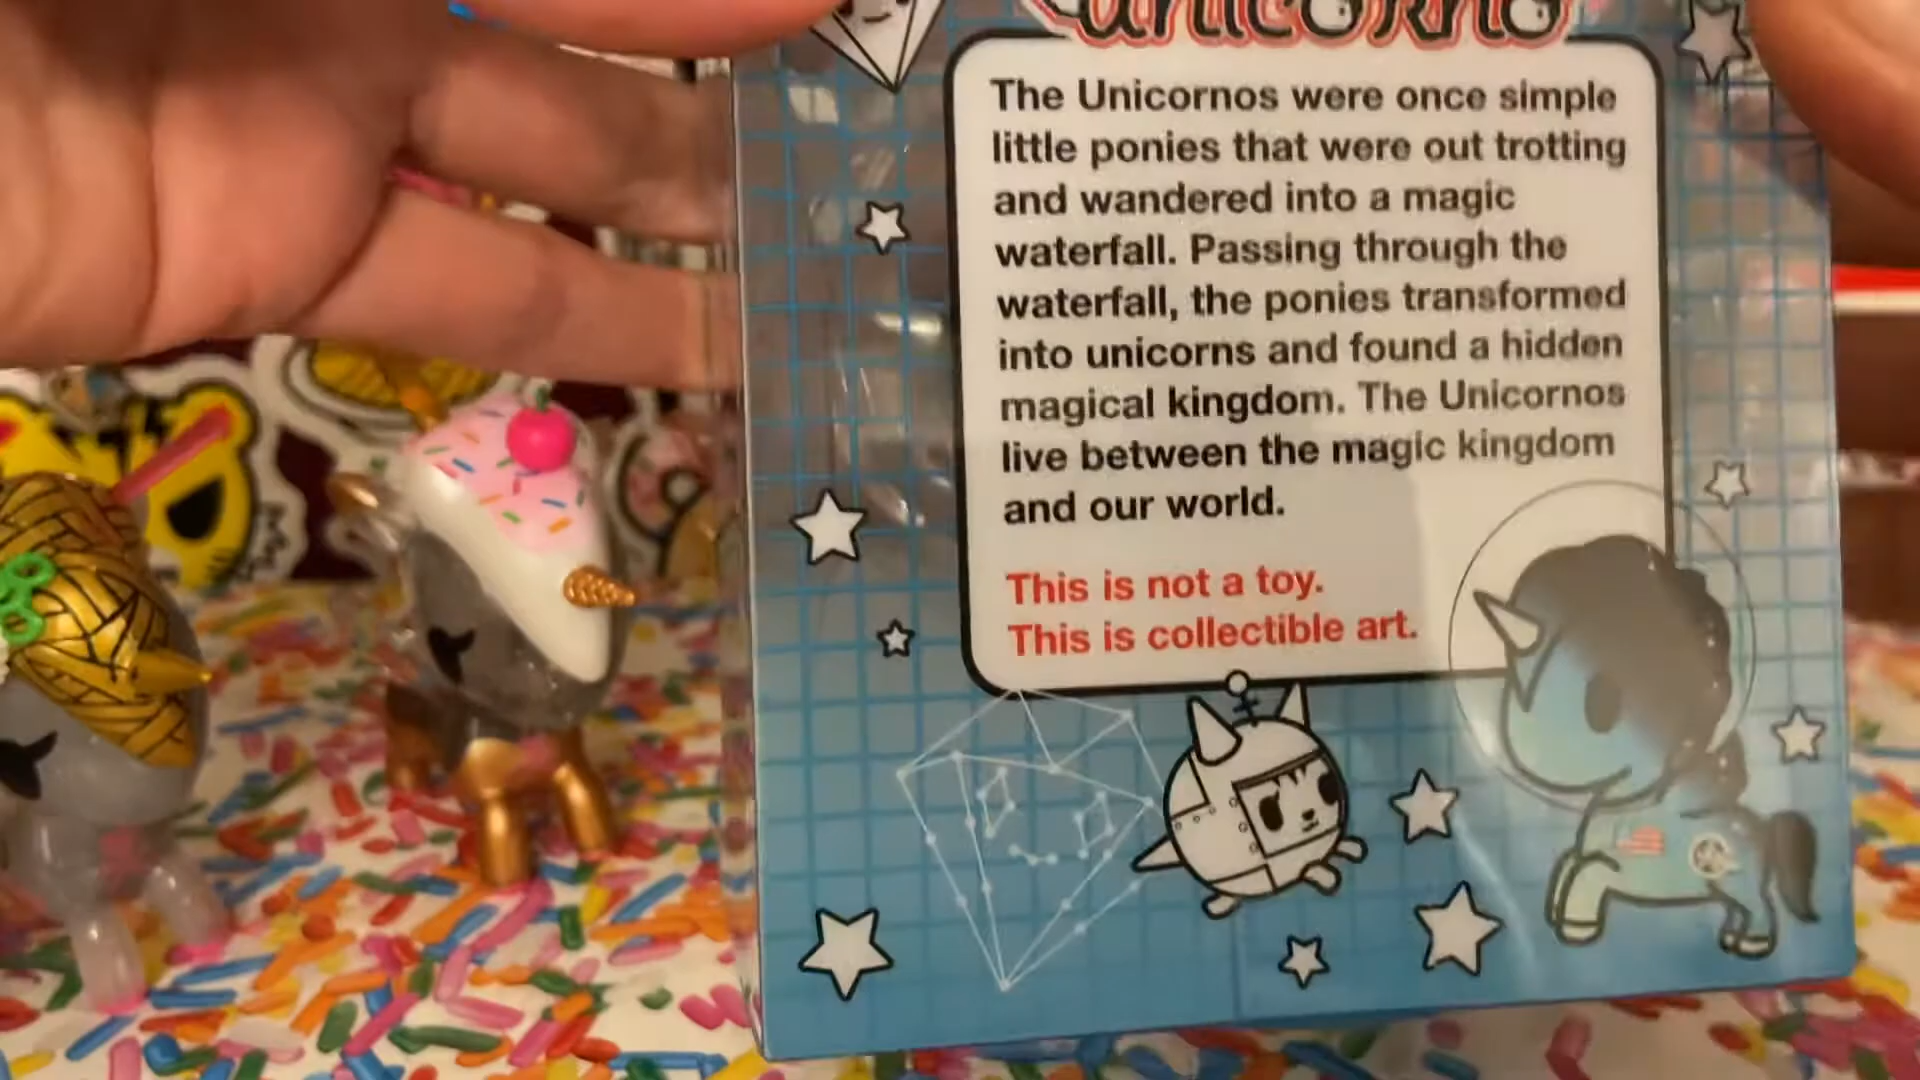 unicorno
The Unicornos were once simple
little ponies that were out trotting
and wandered into a magic
waterfall. Passing through the
waterfall, the ponies transformed
into unicorns and found a hidden
magical kingdom. The Unicornos
live between the magic kingdom
and our world.
This is not a toy.
This is collectible art.